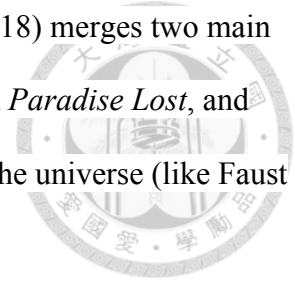 18) merges two main
Paradise Lost, and
he universe (like Faust